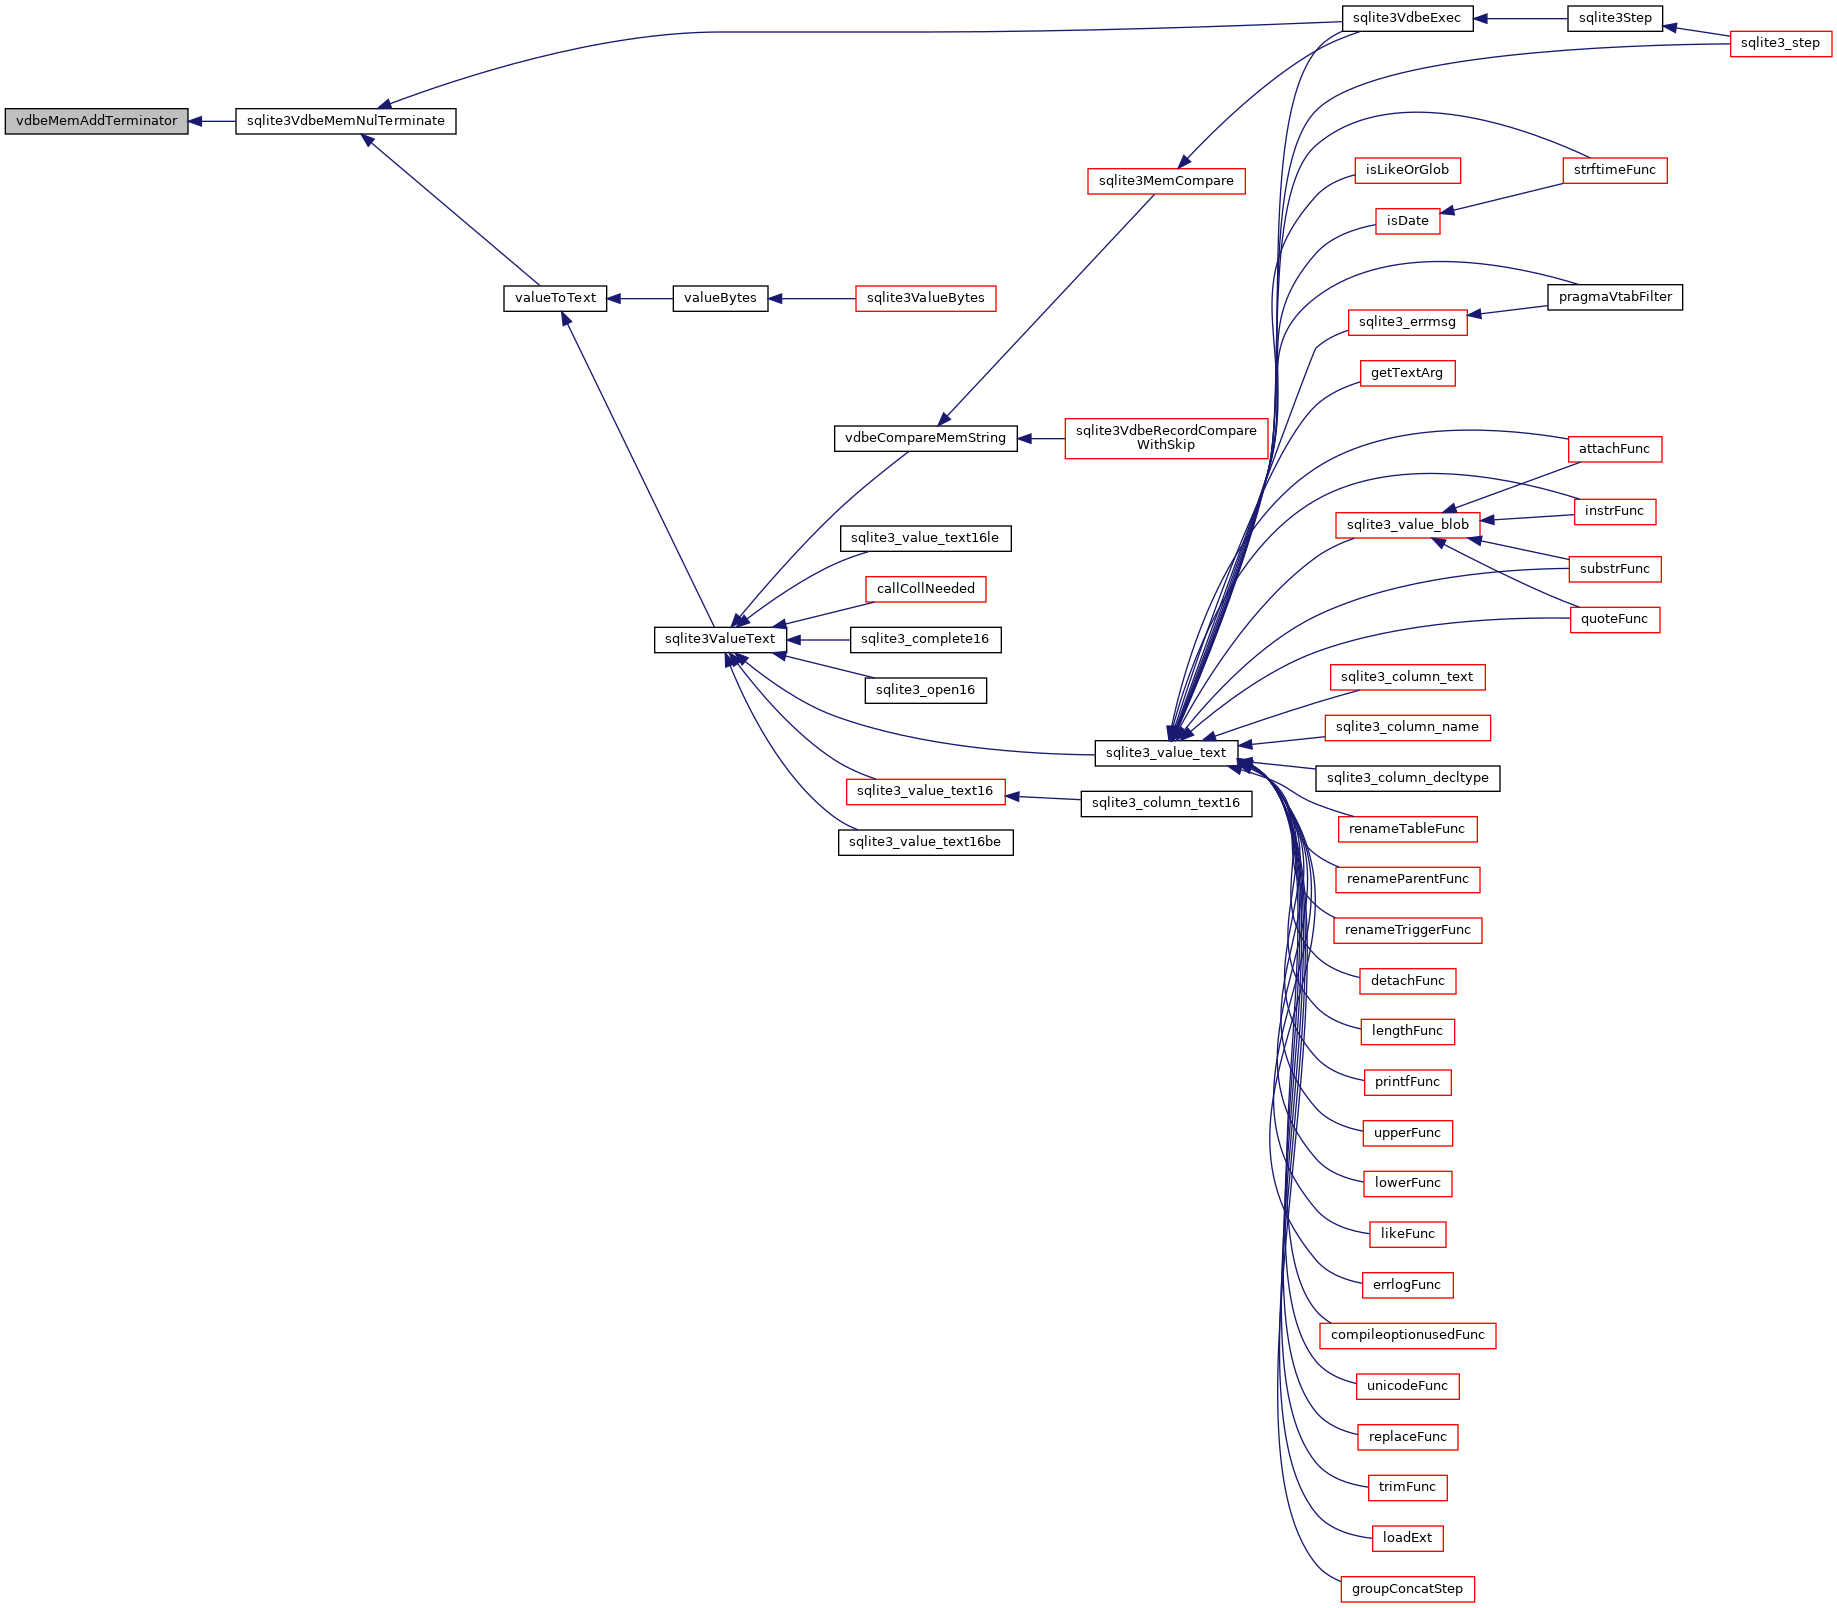 vdbeMemAddTerminator
sqlite3VdbeMemNulTerminate
sqlite3VdbeExec
sqlite3Step
sqlite3_step
valueToText
valueBytes
sqlite3ValueBytes
sqlite3ValueText
vdbeCompareMemString
sqlite3MemCompare
sqlite3VdbeRecordCompare
WithSkip
sqlite3_value_text16le
callCollNeeded
sqlite3_complete16
sqlite3_open16
sqlite3_value_text
sqlite3_value_text16
sqlite3_column_text16
sqlite3_value_text16be
isLikeOrGlob
strftimeFunc
isDate
pragmaVtabFilter
sqlite3_errmsg
getTextArg
attachFunc
instrFunc
sqlite3_value_blob
substrFunc
quoteFunc
sqlite3_column_text
sqlite3_column_name
sqlite3_column_decltype
renameTableFunc
renameParentFunc
renameTriggerFunc
detachFunc
lengthFunc
printfFunc
upperFunc
lowerFunc
likeFunc
errlogFunc
compileoptionusedFunc
unicodeFunc
replaceFunc
trimFunc
loadExt
groupConcatStep